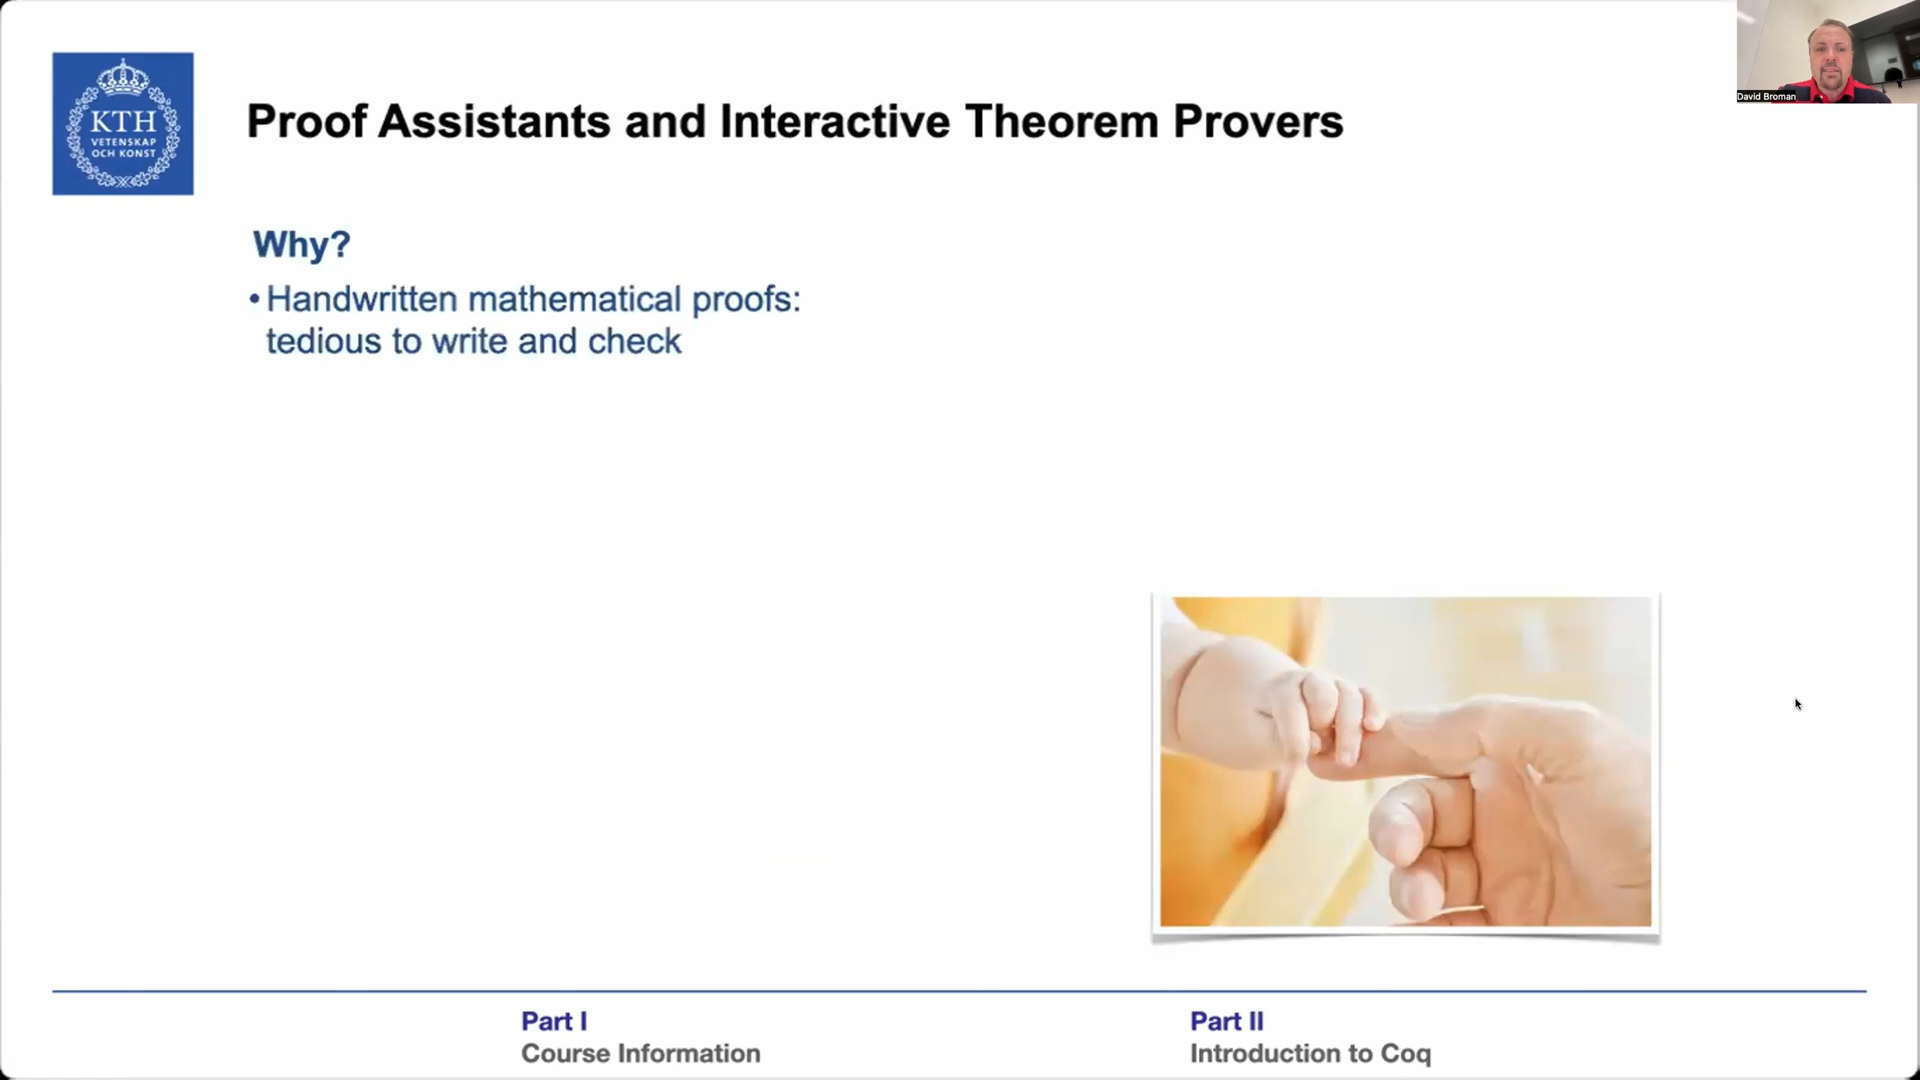 KTH
VETENSKAP
OCH KONST
Proof Assistants and Interactive Theorem Provers
David Broman
Why?
• Handwritten mathematical proofs:
tedious to write and check
Part I
Course Information
Part II
Introduction to Coq